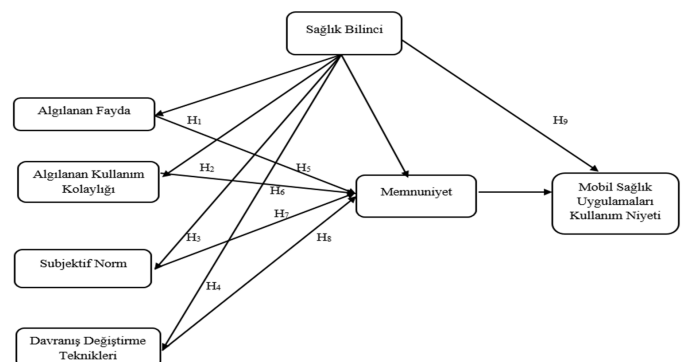 Sağlık Bilinci
Algılanan Fayda
H1
H9
Algılanan Kullanım
Kolaylığı
H2
H5
H6
Memnuniyet
Mobil Sağlık
Uygulamaları
Kullanım Niyeti
H7
H3
H8
Subjektif Norm
H4
Davranış Değiştirme
Teknikleri